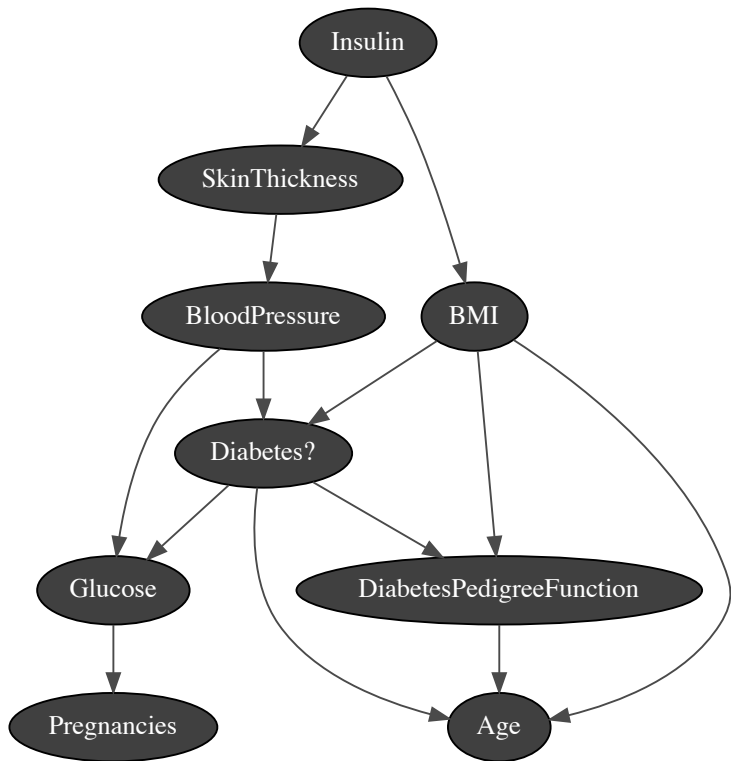 Insulin
SkinThickness
BloodPressure
BMI
Diabetes?
Glucose
DiabetesPedigreeFunction
Pregnancies
Age